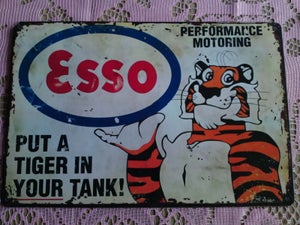 PERFORMANCE
MOTORING
Esso
PUT A
TIGER IN
YOUR TANK!